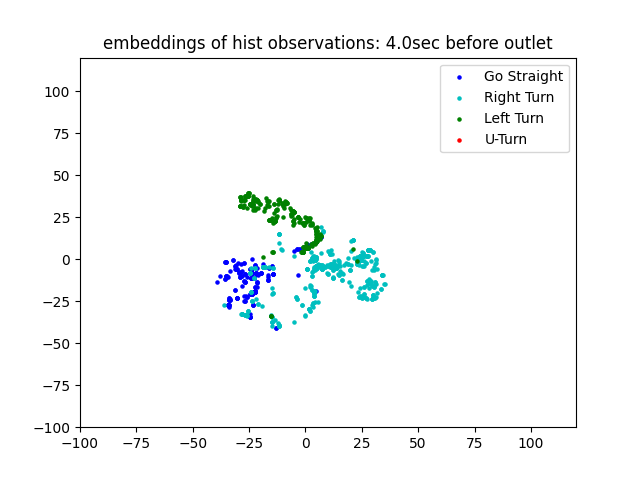 embeddings of hist observations: 4.0sec before outlet
Go Straight
Right Turn
Left Turn
U-Turn
100
75
50
25
0
−25
−50
−75
−100
−100 −75 −50 −25 0 25 50 75 100